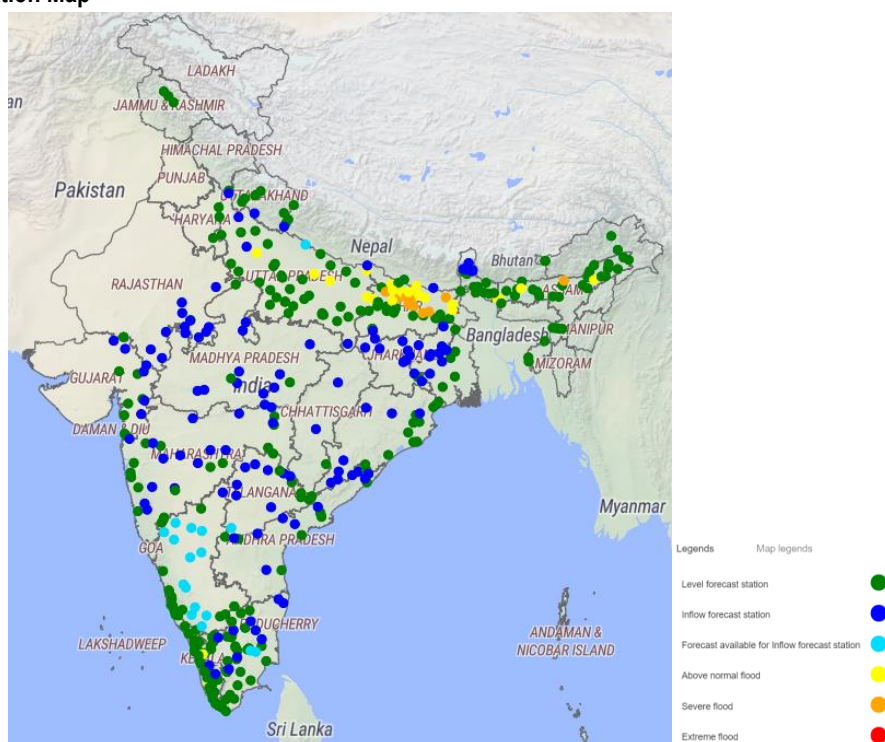 tion Map
LADAKH
an
JAMMU & KASHMIR
HIMACHAL PRADESH
PUNJAB
Pakistan
UTTARAKHAND
HARYANA
Nepal
Bhutan
RAJASTHAN
UTTAR PRADESH
ASSAM
BIHAR
Bangladesh
MANIPUR
MADHYA PRADESH
JHARKHAND
MIZORAM
GUJARAT
India
CHHATTISGARH
DAMAN & DIU
MAHARASHTRA
TELANGANA
Myanmar
GOA
ANDHRA PRADESH
PUDUCHERRY
LAKSHADWEEP
KERALA
ANDAMAN &
NICOBAR ISLAND
Sri Lanka
Legends Map legends
Level forecast station
Inflow forecast station
Forecast available for Inflow forecast station
Above normal flood
Severe flood
Extreme flood